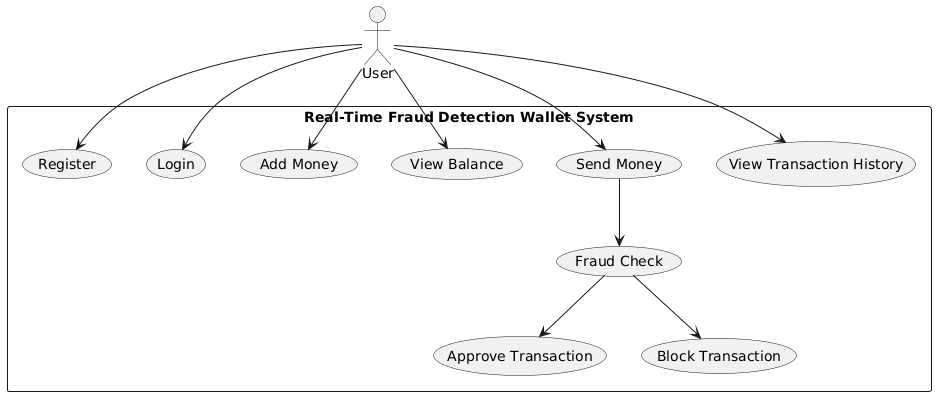 User
Real-Time Fraud Detection Wallet System
Register
Login
Add Money
View Balance
Send Money
View Transaction History
Fraud Check
Approve Transaction
Block Transaction